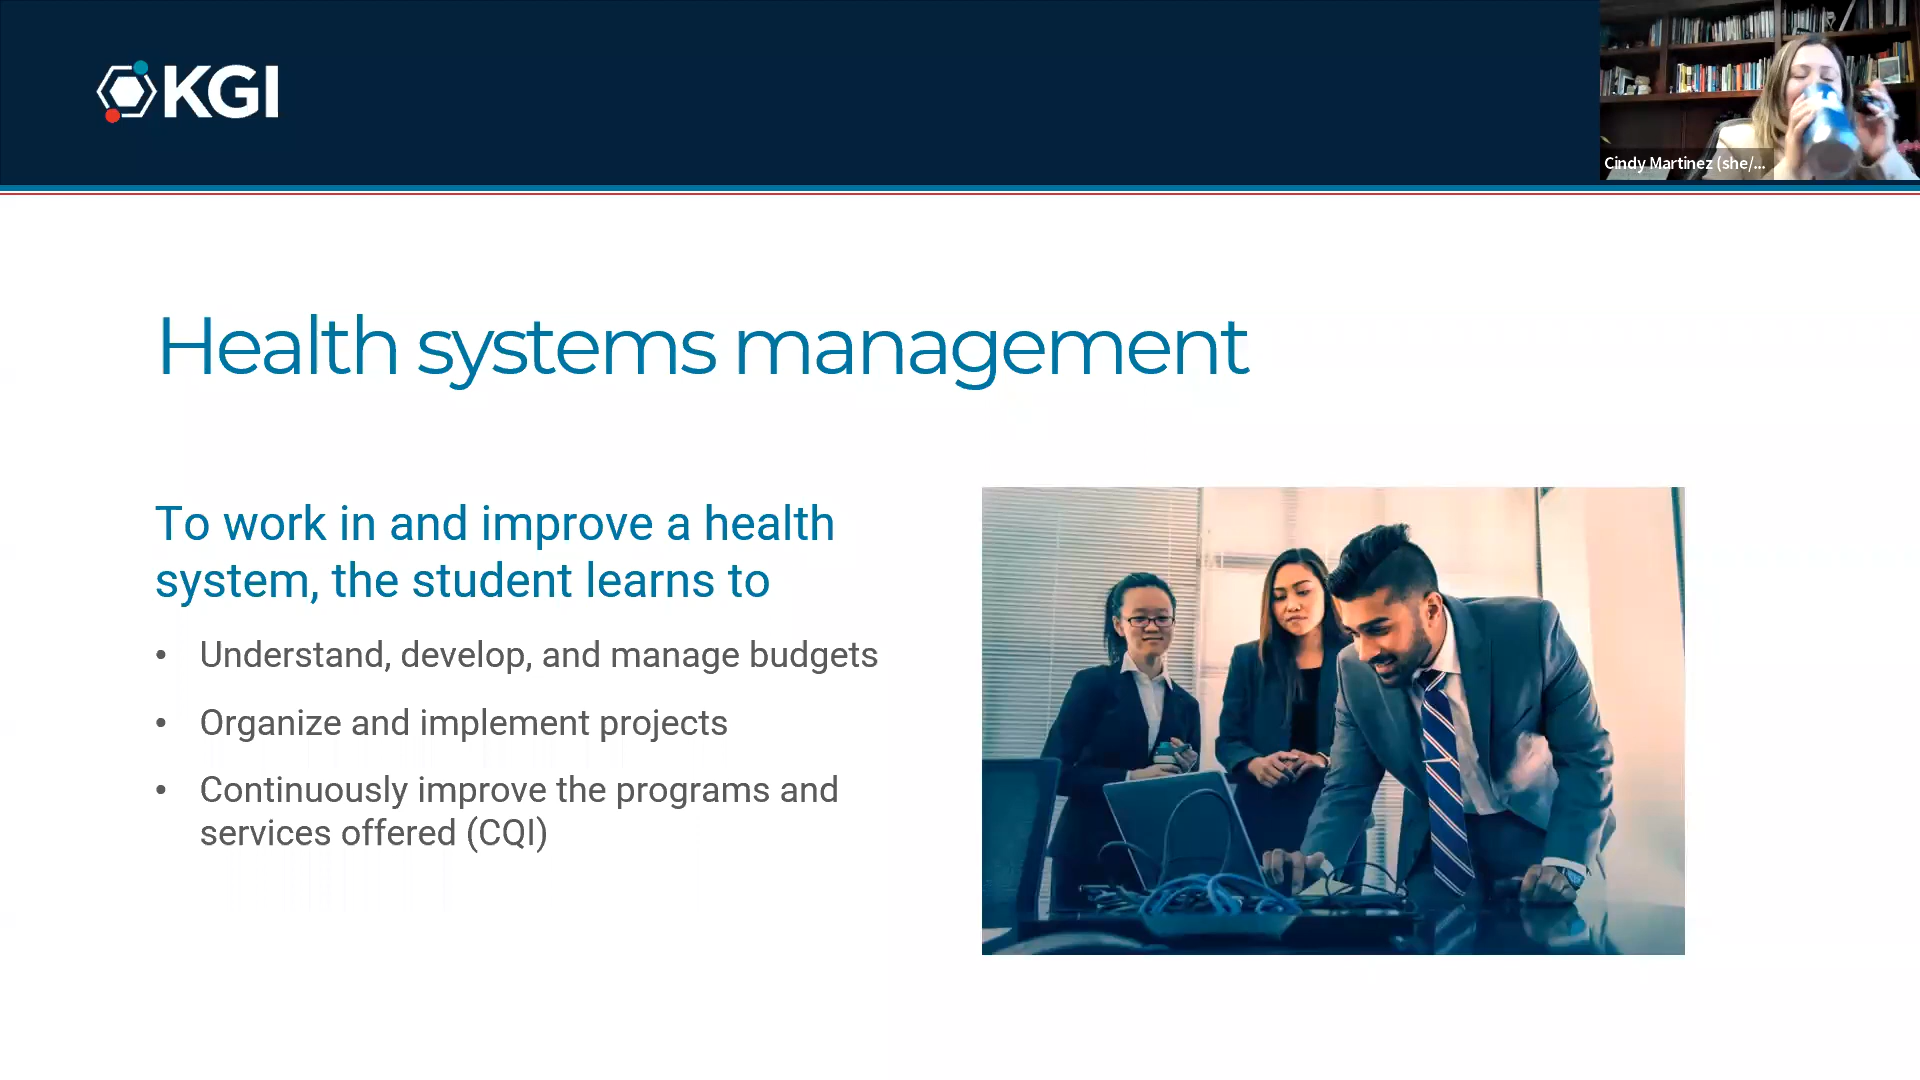 KGI
Cindy Martinez (she/...
Health systems management
To work in and improve a health
system, the student learns to
• Understand, develop, and manage budgets
• Organize and implement projects
• Continuously improve the programs and
services offered (CQI)